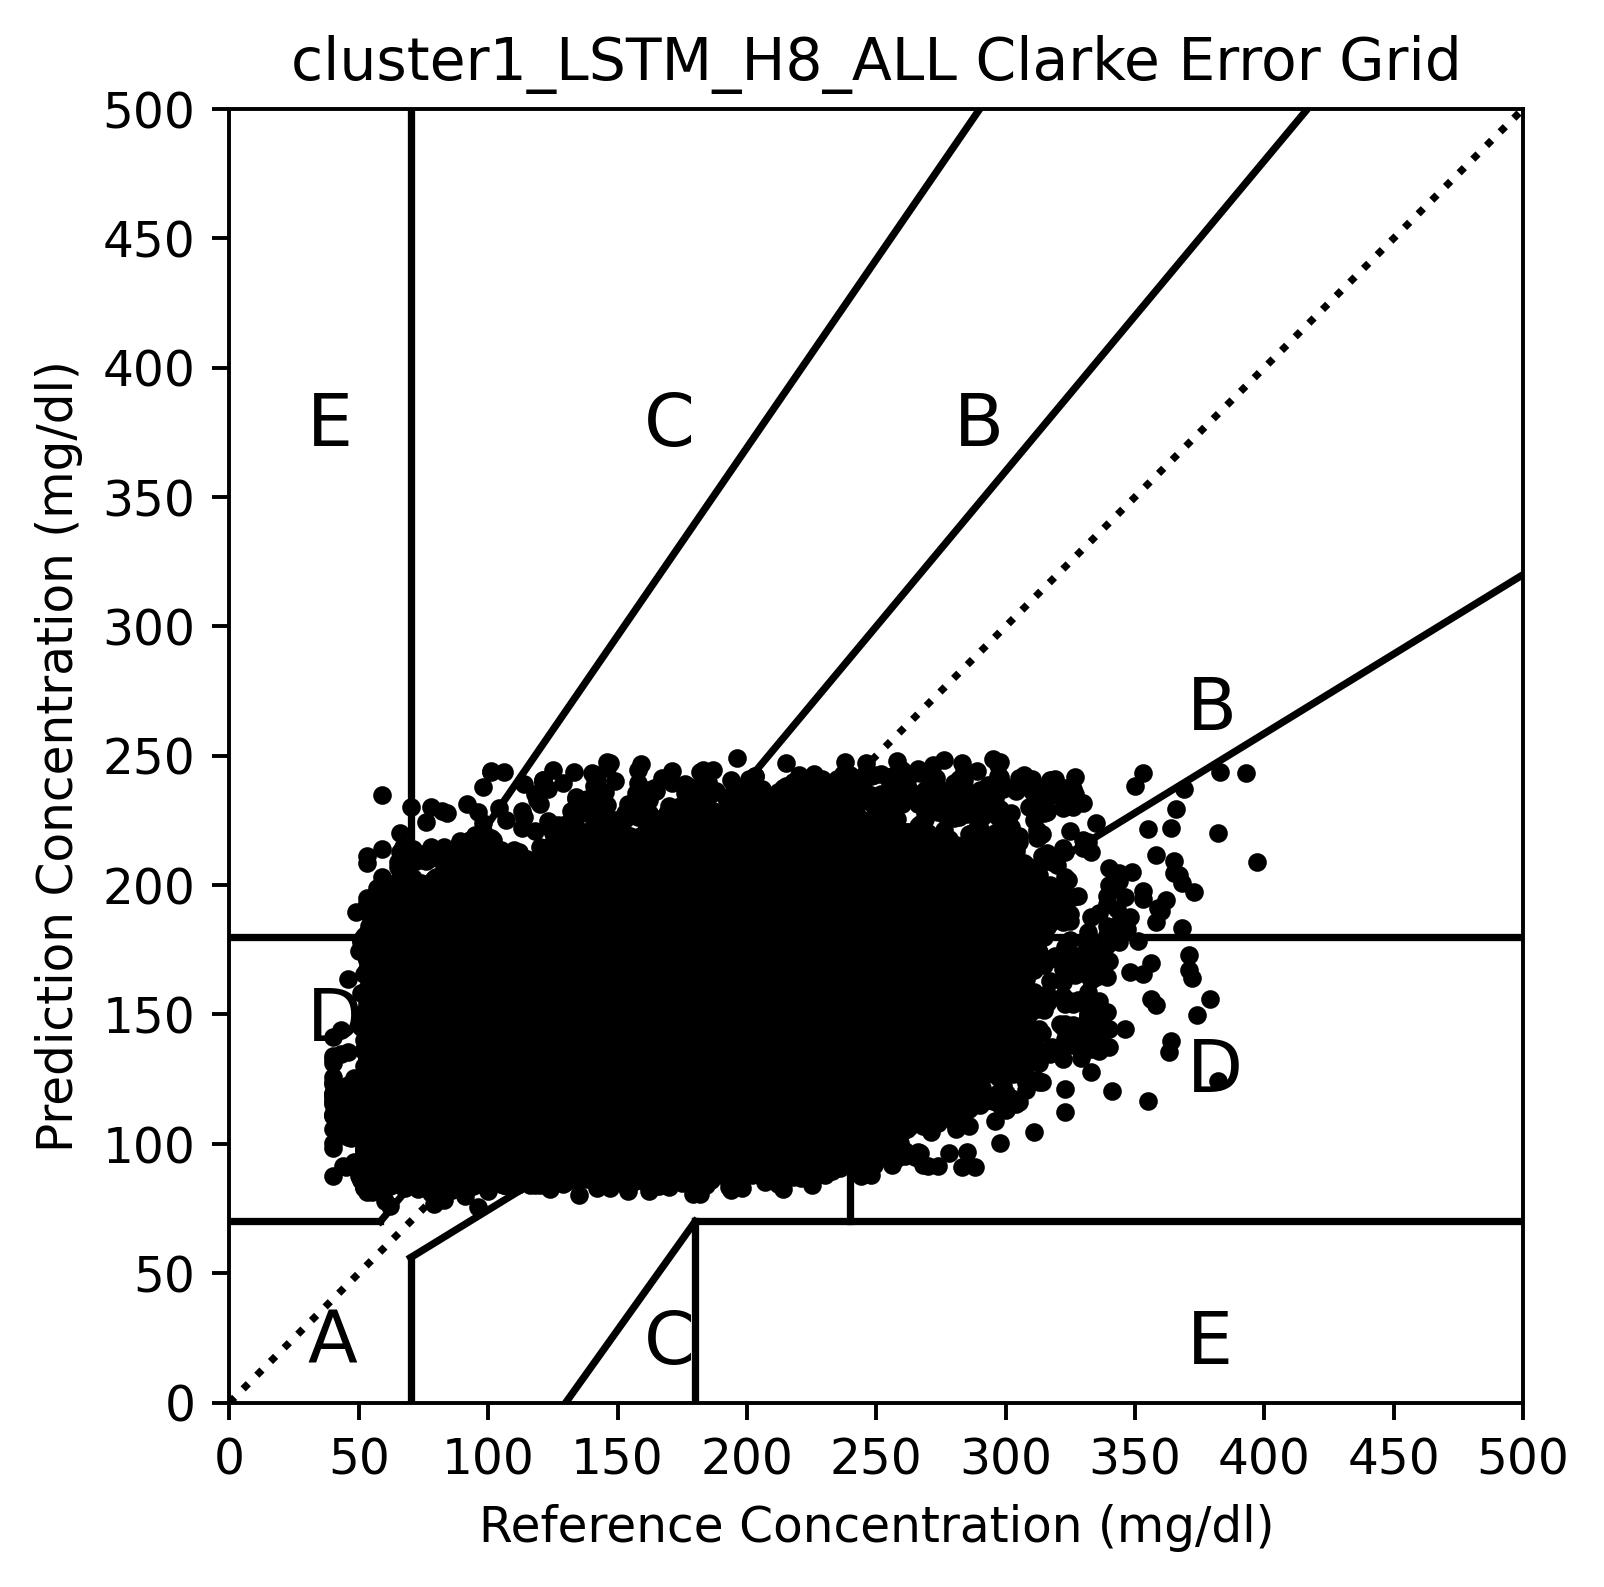 cluster1_LSTM_H8_ALL Clarke Error Grid
500
450
400
350
300
250
200
150
100
50
0
Prediction Concentration (mg/dl)
E
C
B
B
D
D
A
C
E
0 50 100 150 200 250 300 350 400 450 500
Reference Concentration (mg/dl)